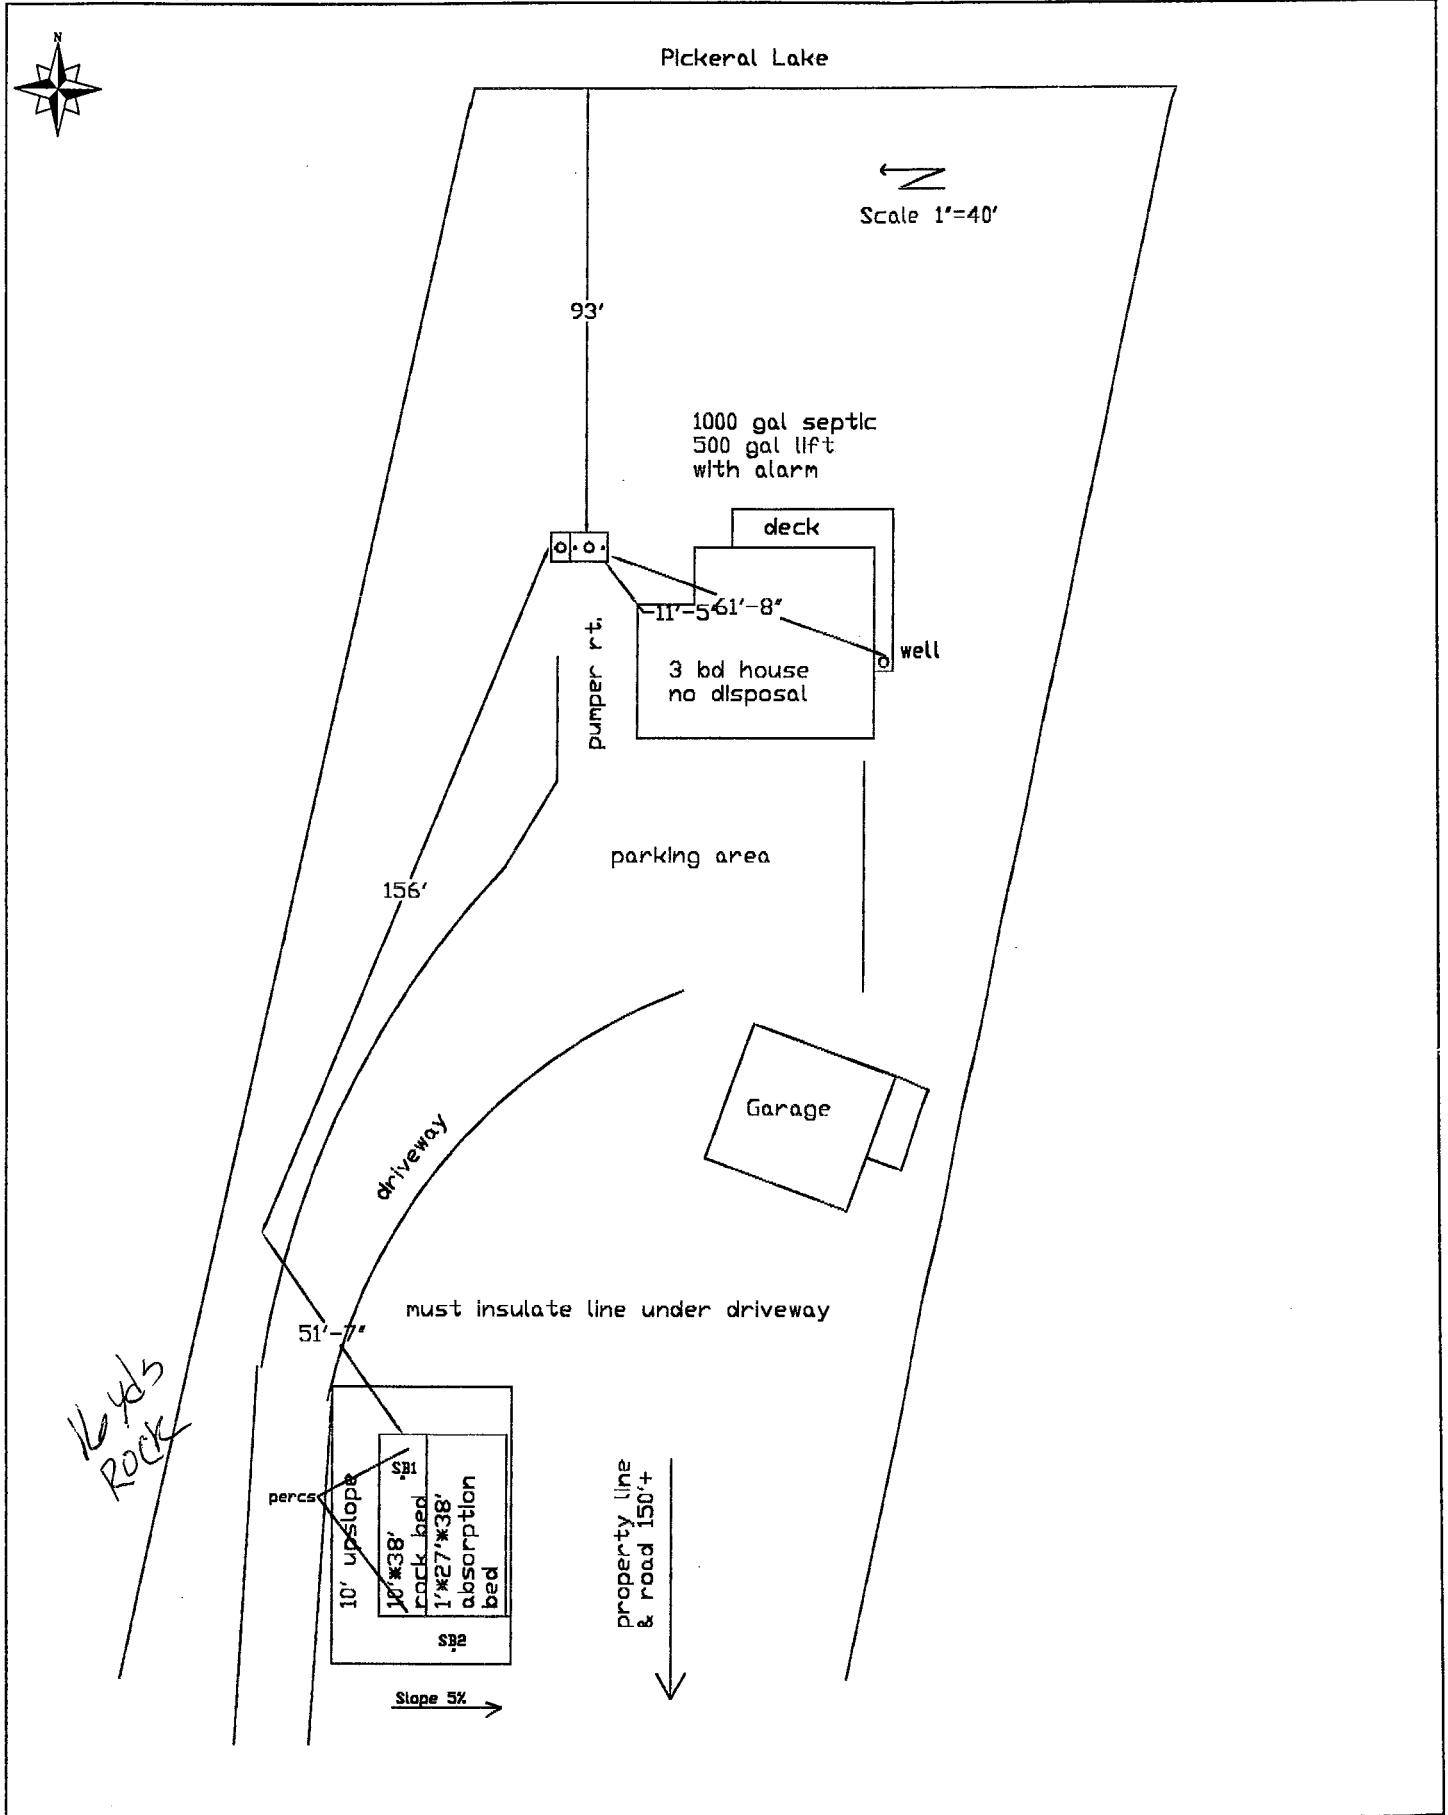 N
Pickeral Lake
N
Scale 1"=40'
93'
1000 gal septic
500 gal lift
with alarm
deck
11'-5"
61'-8"
well
pumper rt.
3 bd house
no disposal
parking area
156'
Garage
driveway
must insulate line under driveway
51'-7"
16 yds
ROCK
percs
SB1
10' upslope
10'*38'
rock bed
1'*27'*38'
absorption
bed
property line
& road 150'+
SB2
Slope 5%